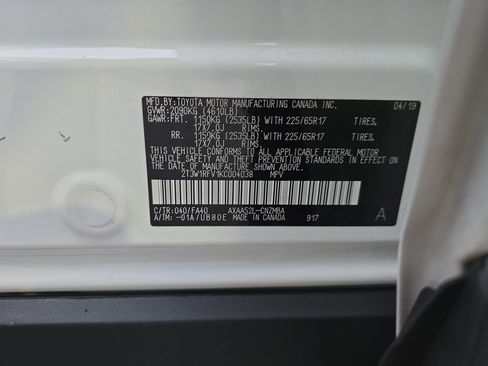 MFD.BY:TOYOTA MOTOR MANUFACTURING CANADA INC. 04/19
GVWR:2090KG (4610LB)
GAWR:FRT. 1150KG (2535LB) WITH 225/65R17 TIRES,
17X7.0J RIMS,
RR. 1150KG (2535LB) WITH 225/65R17 TIRES,
17X7.0J RIMS,
THIS VEHICLE CONFORMS TO ALL APPLICABLE FEDERAL MOTOR
VEHICLE SAFETY AND THEFT PREVENTION STANDARDS IN EFFECT ON
THE DATE OF MANUFACTURE SHOWN ABOVE.
2T3W1RFV1KC004038 MPV
C/TR:040/FA40 AXAA52L-CNZMBA A
A/TM: -01A/UB80E MADE IN CANADA 917